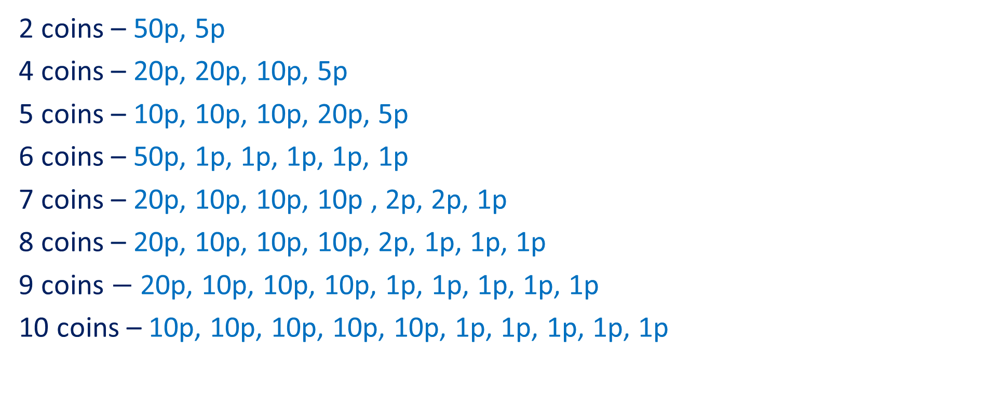 2 coins – 50p, 5p
4 coins – 20p, 20p, 10p, 5p
5 coins – 10p, 10p, 10p, 20p, 5p
6 coins – 50p, 1p, 1p, 1p, 1p, 1p
7 coins – 20p, 10p, 10p, 10p , 2p, 2p, 1p
8 coins – 20p, 10p, 10p, 10p, 2p, 1p, 1p, 1p
9 coins — 20p, 10p, 10p, 10p, 1p, 1p, 1p, 1p, 1p
10 coins – 10p, 10p, 10p, 10p, 10p, 1p, 1p, 1p, 1p, 1p